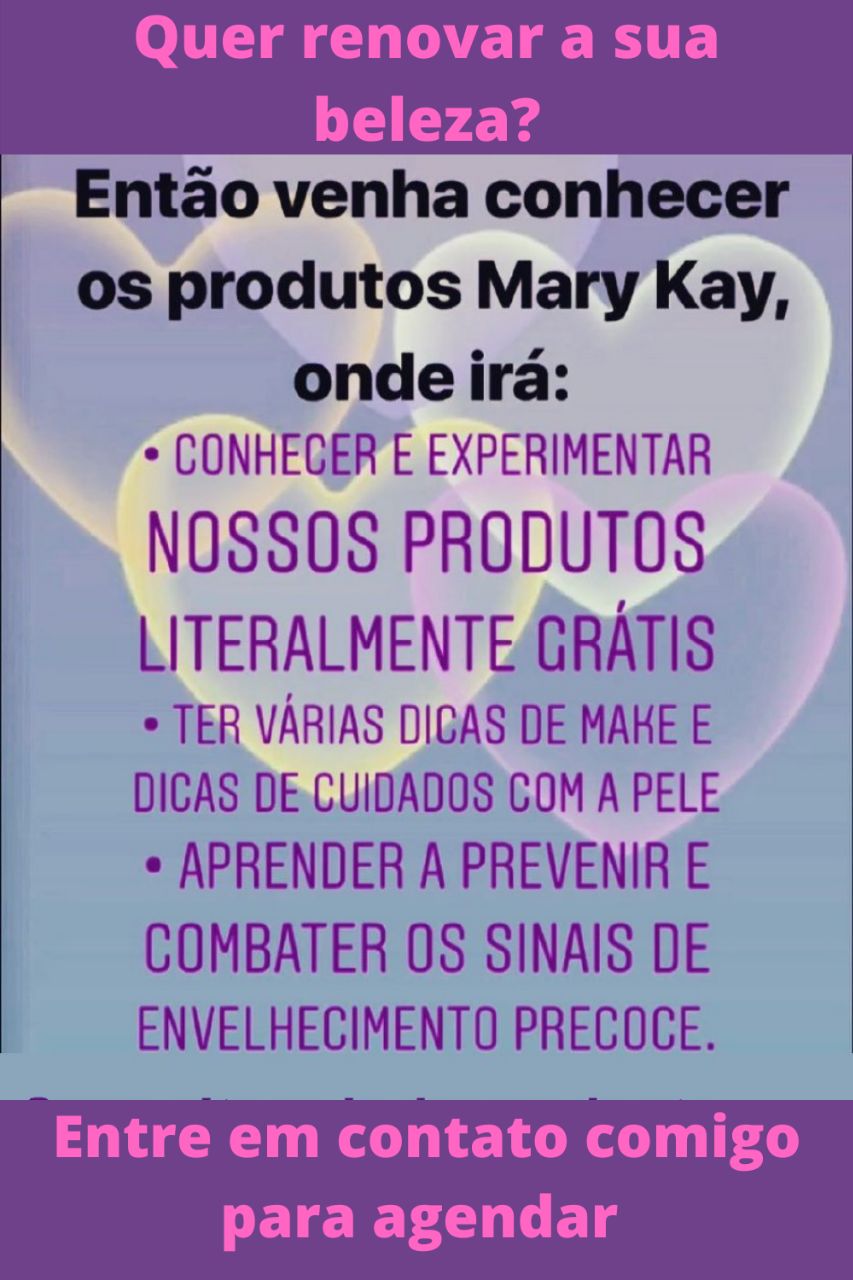 Quer renovar a sua
beleza?
Então venha conhecer
os produtos Mary Kay,
onde irá:
• CONHECER E EXPERIMENTAR
NOSSOS PRODUTOS
LITERALMENTE GRÁTIS
• TER VÁRIAS DICAS DE MAKE E
DICAS DE CUIDADOS COM A PELE
• APRENDER A PREVENIR E
COMBATER OS SINAIS DE
ENVELHECIMENTO PRECOCE.
Entre em contato comigo
para agendar